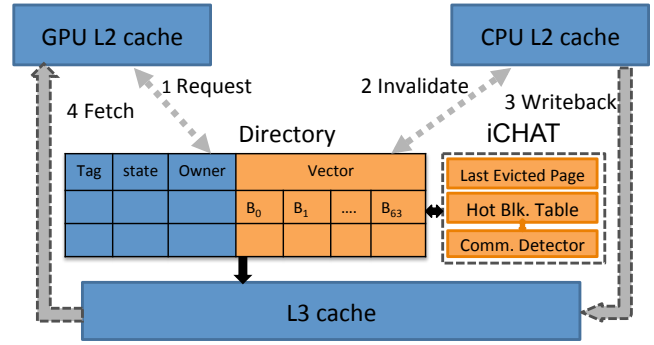 GPU L2 cache
CPU L2 cache
1 Request
2 Invalidate
4 Fetch
3 Writeback
Directory
iCHAT
Tag state Owner Vector
B0 B1 .... B63
Last Evicted Page
Hot Blk. Table
Comm. Detector
L3 cache